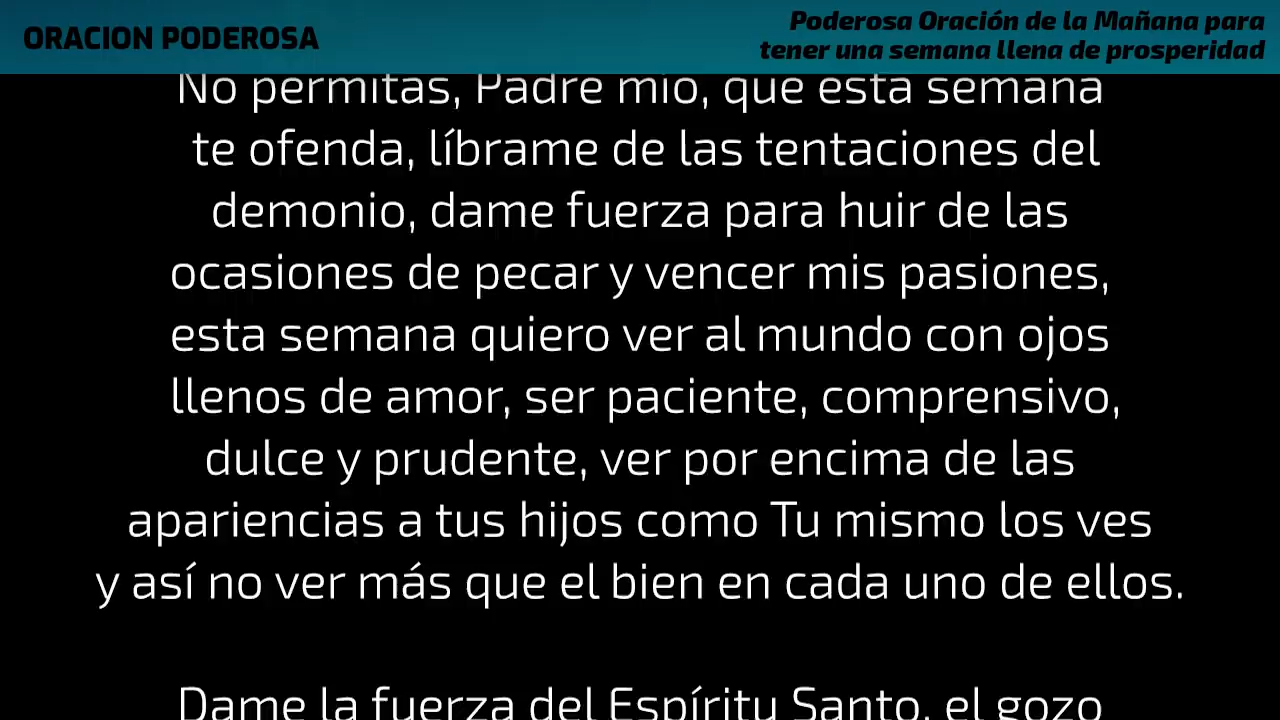 ORACION PODEROSA
Poderosa Oración de la Mañana para
tener una semana llena de prosperidad
No permitas, Padre mío, que esta semana
te ofenda, líbrame de las tentaciones del
demonio, dame fuerza para huir de las
ocasiones de pecar y vencer mis pasiones,
esta semana quiero ver al mundo con ojos
llenos de amor, ser paciente, comprensivo,
dulce y prudente, ver por encima de las
apariencias a tus hijos como Tu mismo los ves
y así no ver más que el bien en cada uno de ellos.
Dame la fuerza del Espíritu Santo, el gozo